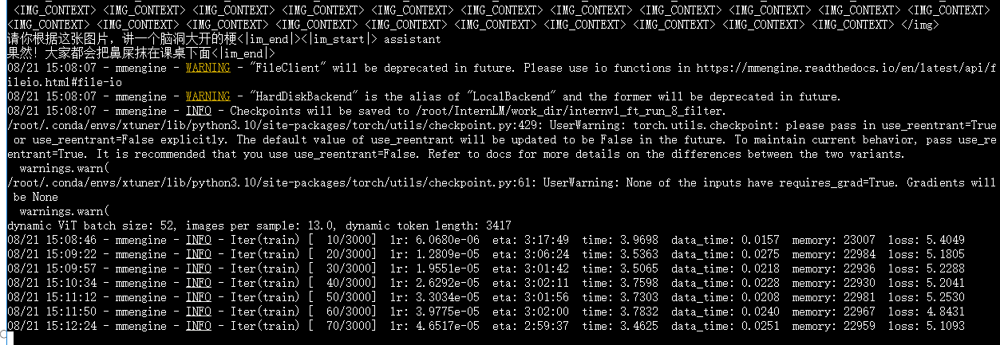 <IMG_CONTEXT> <IMG_CONTEXT> <IMG_CONTEXT> <IMG_CONTEXT> <IMG_CONTEXT> <IMG_CONTEXT> <IMG_CONTEXT> <IMG_CONTEXT> <IMG_CONTEXT> <IMG_CONTEXT> <IMG_CONTEXT>
<IMG_CONTEXT> <IMG_CONTEXT> <IMG_CONTEXT> <IMG_CONTEXT> <IMG_CONTEXT> <IMG_CONTEXT> <IMG_CONTEXT> <IMG_CONTEXT> <IMG_CONTEXT> <IMG_CONTEXT> </img>
请你根据这张图片，讲一个脑洞大开的梗<|im_end|><|im_start|> assistant
果然！大家都会把鼻屎抹在课桌下面<|im_end|>
08/21 15:08:07 - mmengine - WARNING - "FileClient" will be deprecated in future. Please use io functions in https://mmengine.readthedocs.io/en/latest/api/f
ileio.html#file-io
08/21 15:08:07 - mmengine - WARNING - "HardDiskBackend" is the alias of "LocalBackend" and the former will be deprecated in future.
08/21 15:08:07 - mmengine - INFO - Checkpoints will be saved to /root/InternLM/work_dir/internvl_ft_run_8_filter.
/root/.conda/envs/xtuner/lib/python3.10/site-packages/torch/utils/checkpoint.py:429: UserWarning: torch.utils.checkpoint: please pass in use_reentrant=True
or use_reentrant=False explicitly. The default value of use_reentrant will be updated to be False in the future. To maintain current behavior, pass use_re
entrant=True. It is recommended that you use use_reentrant=False. Refer to docs for more details on the differences between the two variants.
warnings.warn(
/root/.conda/envs/xtuner/lib/python3.10/site-packages/torch/utils/checkpoint.py:61: UserWarning: None of the inputs have requires_grad=True. Gradients will
be None
warnings.warn(
dynamic ViT batch size: 52, images per sample: 13.0, dynamic token length: 3417
08/21 15:08:46 - mmengine - INFO - Iter(train) [ 10/3000] lr: 6.0680e-06 eta: 3:17:49 time: 3.9698 data_time: 0.0157 memory: 23007 loss: 5.4049
08/21 15:09:22 - mmengine - INFO - Iter(train) [ 20/3000] lr: 1.2809e-05 eta: 3:06:24 time: 3.5363 data_time: 0.0275 memory: 22984 loss: 5.1805
08/21 15:09:57 - mmengine - INFO - Iter(train) [ 30/3000] lr: 1.9551e-05 eta: 3:01:42 time: 3.5065 data_time: 0.0218 memory: 22936 loss: 5.2288
08/21 15:10:34 - mmengine - INFO - Iter(train) [ 40/3000] lr: 2.6292e-05 eta: 3:02:11 time: 3.7598 data_time: 0.0228 memory: 22930 loss: 5.2041
08/21 15:11:12 - mmengine - INFO - Iter(train) [ 50/3000] lr: 3.3034e-05 eta: 3:01:56 time: 3.7303 data_time: 0.0208 memory: 22981 loss: 5.2530
08/21 15:11:50 - mmengine - INFO - Iter(train) [ 60/3000] lr: 3.9775e-05 eta: 3:02:00 time: 3.7832 data_time: 0.0240 memory: 22967 loss: 4.8431
08/21 15:12:24 - mmengine - INFO - Iter(train) [ 70/3000] lr: 4.6517e-05 eta: 2:59:37 time: 3.4625 data_time: 0.0251 memory: 22959 loss: 5.1093